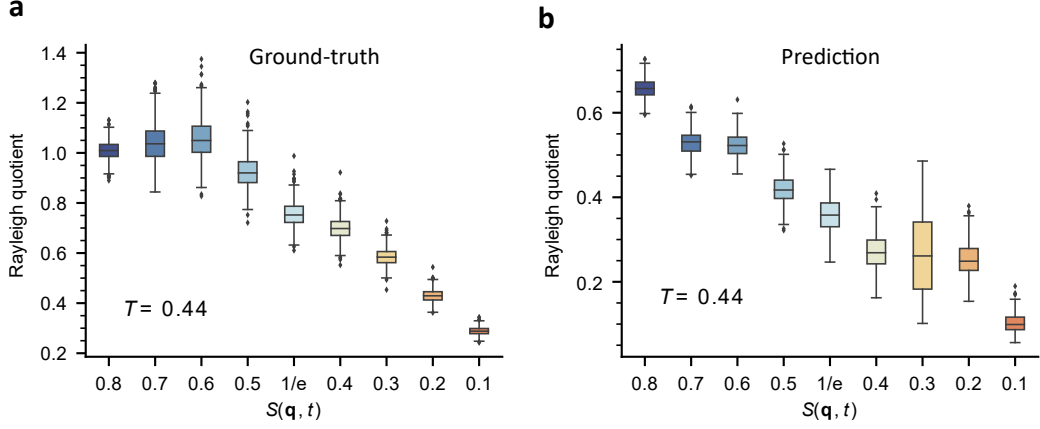 a
Ground-truth
Rayleigh quotient
1.4
1.2
1.0
0.8
0.6
0.4
0.2
T = 0.44
0.8 0.7 0.6 0.5 1/e 0.4 0.3 0.2 0.1
S(q, t)
b
Prediction
Rayleigh quotient
0.6
0.4
0.2
T = 0.44
0.8 0.7 0.6 0.5 1/e 0.4 0.3 0.2 0.1
S(q, t)